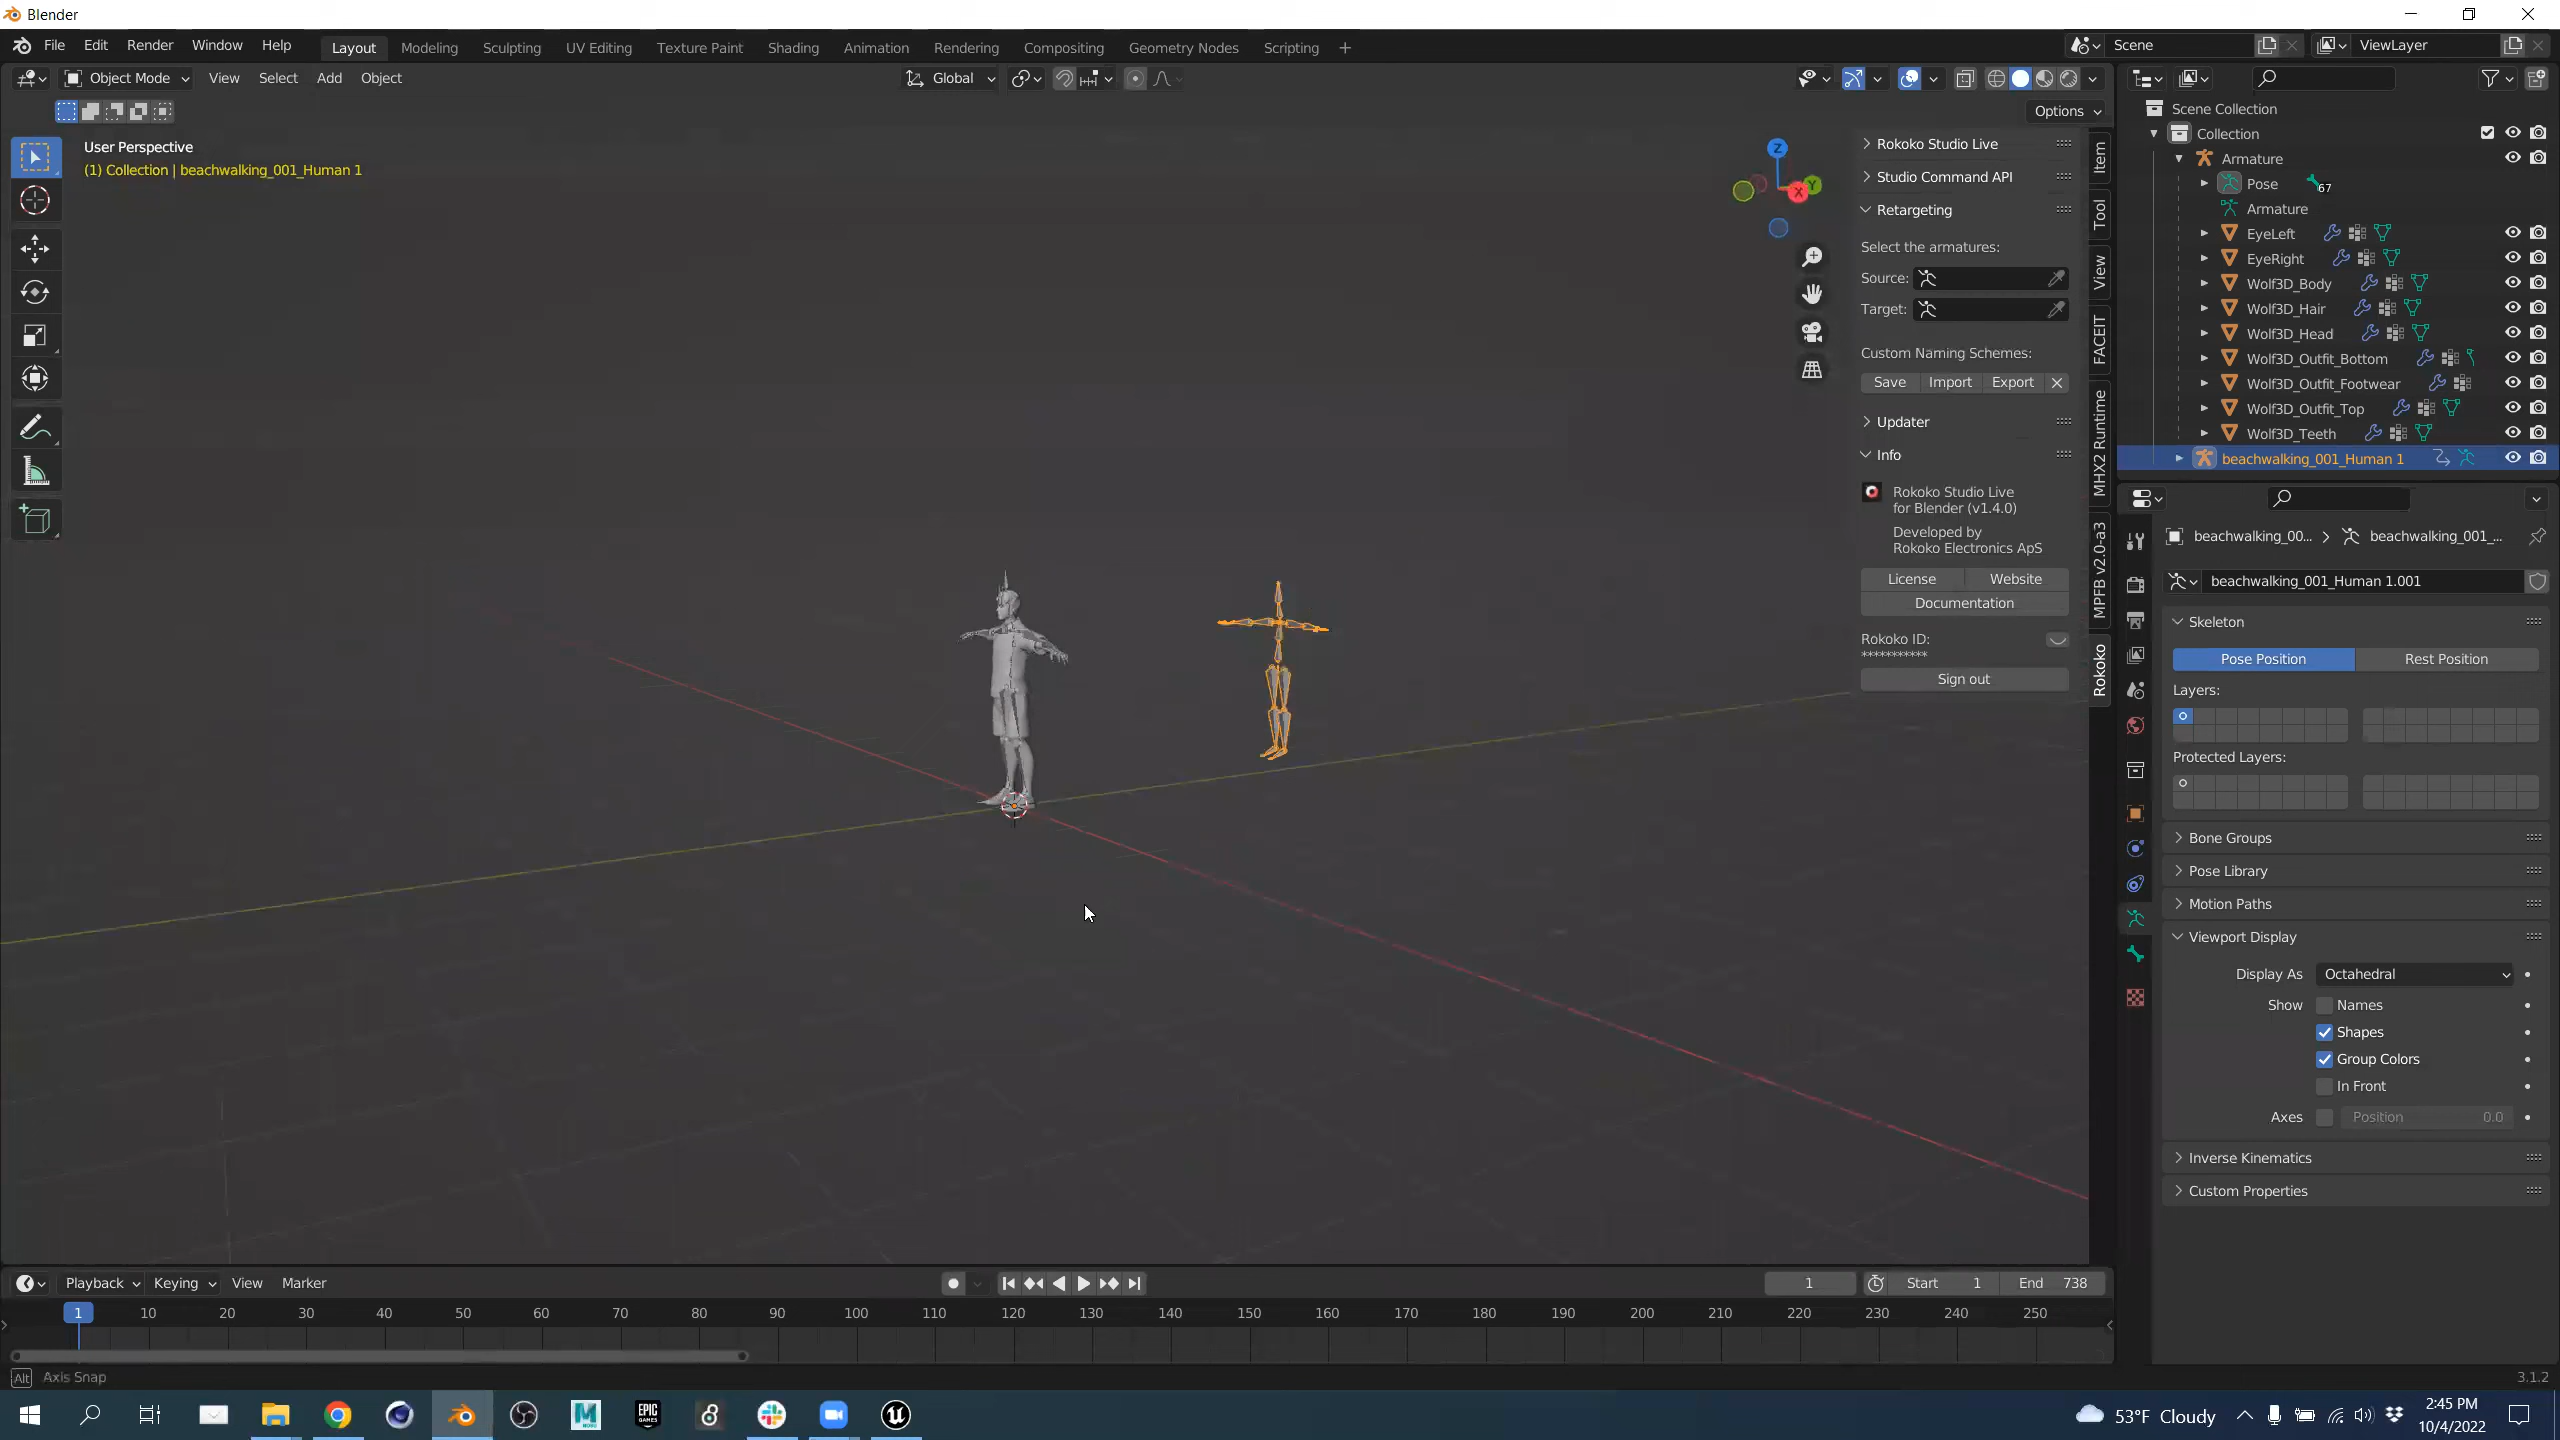 Blender
File Edit Render Window Help Layout Modeling Sculpting UV Editing Texture Paint Shading Animation Rendering Compositing Geometry Nodes Scripting + Scene ViewLayer
Object Mode View Select Add Object Global
Options
User Perspective
(1) Collection | beachwalking_001_Human 1
Z
X
Y
Rokoko Studio Live
Studio Command API
Retargeting
Select the armatures:
Source:
Target:
Custom Naming Schemes:
Save Import Export
Updater
Info
Rokoko Studio Live
for Blender (v1.4.0)
Developed by
Rokoko Electronics ApS
License Website
Documentation
Rokoko ID:
***********
Sign out
Item
Tool
View
FACEIT
MHX2 Runtime
MPFB v2.0-a3
Rokoko
Scene Collection
Collection
Armature
Pose 67
Armature
EyeLeft
EyeRight
Wolf3D_Body
Wolf3D_Hair
Wolf3D_Head
Wolf3D_Outfit_Bottom
Wolf3D_Outfit_Footwear
Wolf3D_Outfit_Top
Wolf3D_Teeth
beachwalking_001_Human 1
beachwalking_00... beachwalking_001_...
beachwalking_001_Human 1.001
Skeleton
Pose Position Rest Position
Layers:
Protected Layers:
Bone Groups
Pose Library
Motion Paths
Viewport Display
Display As Octahedral
Show Names
Shapes
Group Colors
In Front
Axes Position 0.0
Inverse Kinematics
Custom Properties
Playback Keying View Marker 1 Start 1 End 738
1 10 20 30 40 50 60 70 80 90 100 110 120 130 140 150 160 170 180 190 200 210 220 230 240 250
Alt Axis Snap 3.1.2
EPIC
GAMES
53°F Cloudy
2:45 PM
10/4/2022